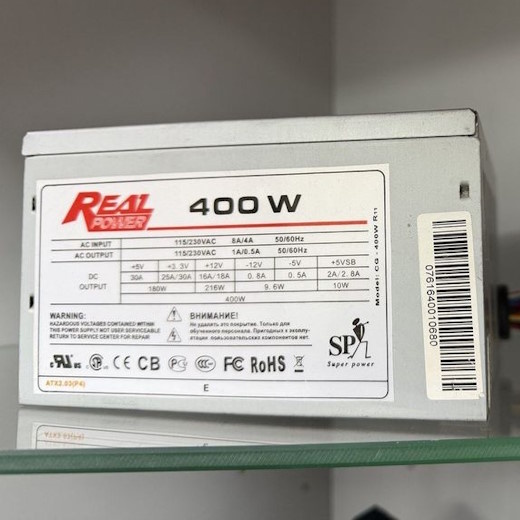 REAL POWER
400 W
AC INPUT 115/230VAC 8A/4A 50/60Hz
AC OUTPUT 115/230VAC 1A/0.5A 50/60Hz
DC OUTPUT
+5V +3.3V +12V -12V -5V +5VSB
30A 25A/30A 16A/18A 0.8A 0.5A 2A/2.8A
180W 216W 9.6W 10W
400W
WARNING:
HAZARDOUS VOLTAGES CONTAINED WITHIN
THIS POWER SUPPLY NOT USER SERVICEABLE
RETURN TO SERVICE CENTER FOR REPAIR
ВНИМАНИЕ!
Не удалять это покрытие. Только для
обученного персонала. Пригодных к эксплу-
атации пользовательских компонентов нет!
SP
Super power
c UL US CE CB FC RoHS
ATX2.03(P4)
E
Model: CG - 400W R11
0761640010680